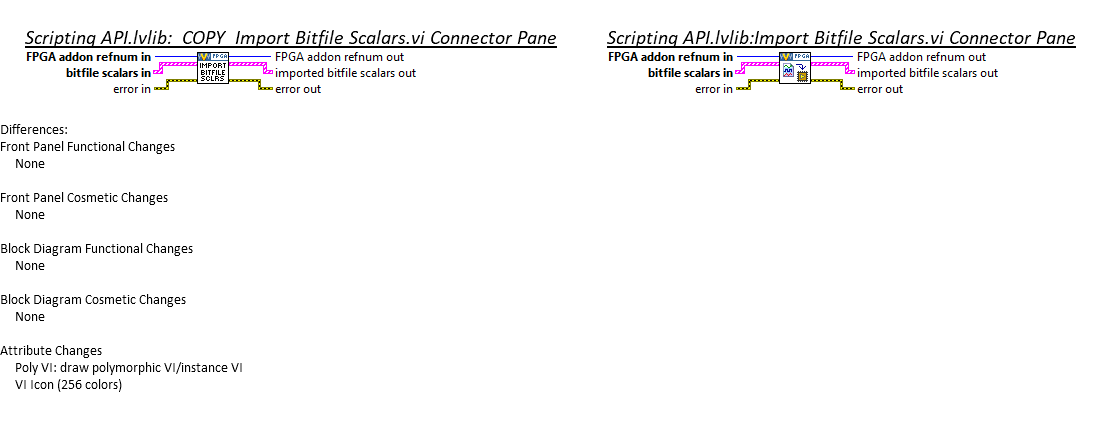 Scripting API.lvlib:_COPY_Import Bitfile Scalars.vi Connector Pane
FPGA addon refnum in
bitfile scalars in
error in
FPGA
IMPORT
BITFILE
SCLRS
FPGA addon refnum out
imported bitfile scalars out
error out
Scripting API.lvlib:Import Bitfile Scalars.vi Connector Pane
FPGA addon refnum in
bitfile scalars in
error in
FPGA
FPGA addon refnum out
imported bitfile scalars out
error out
Differences:
Front Panel Functional Changes
None
Front Panel Cosmetic Changes
None
Block Diagram Functional Changes
None
Block Diagram Cosmetic Changes
None
Attribute Changes
Poly VI: draw polymorphic VI/instance VI
VI Icon (256 colors)